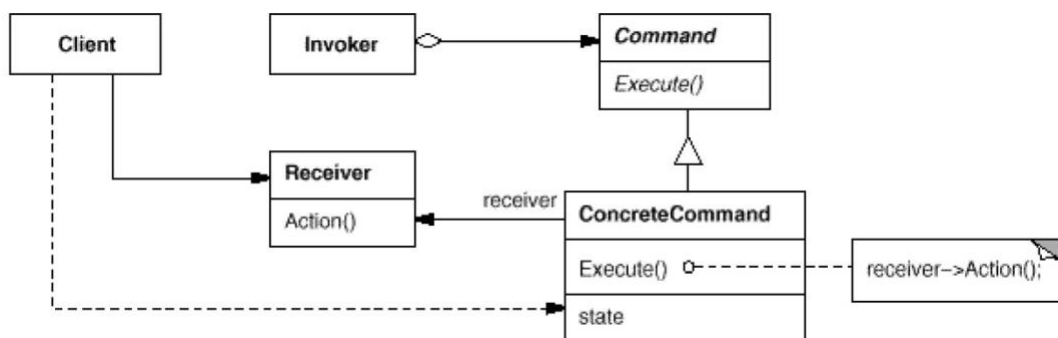 Client
Invoker
Command
Execute()
Receiver
Action()
receiver
ConcreteCommand
Execute()
state
receiver->Action();